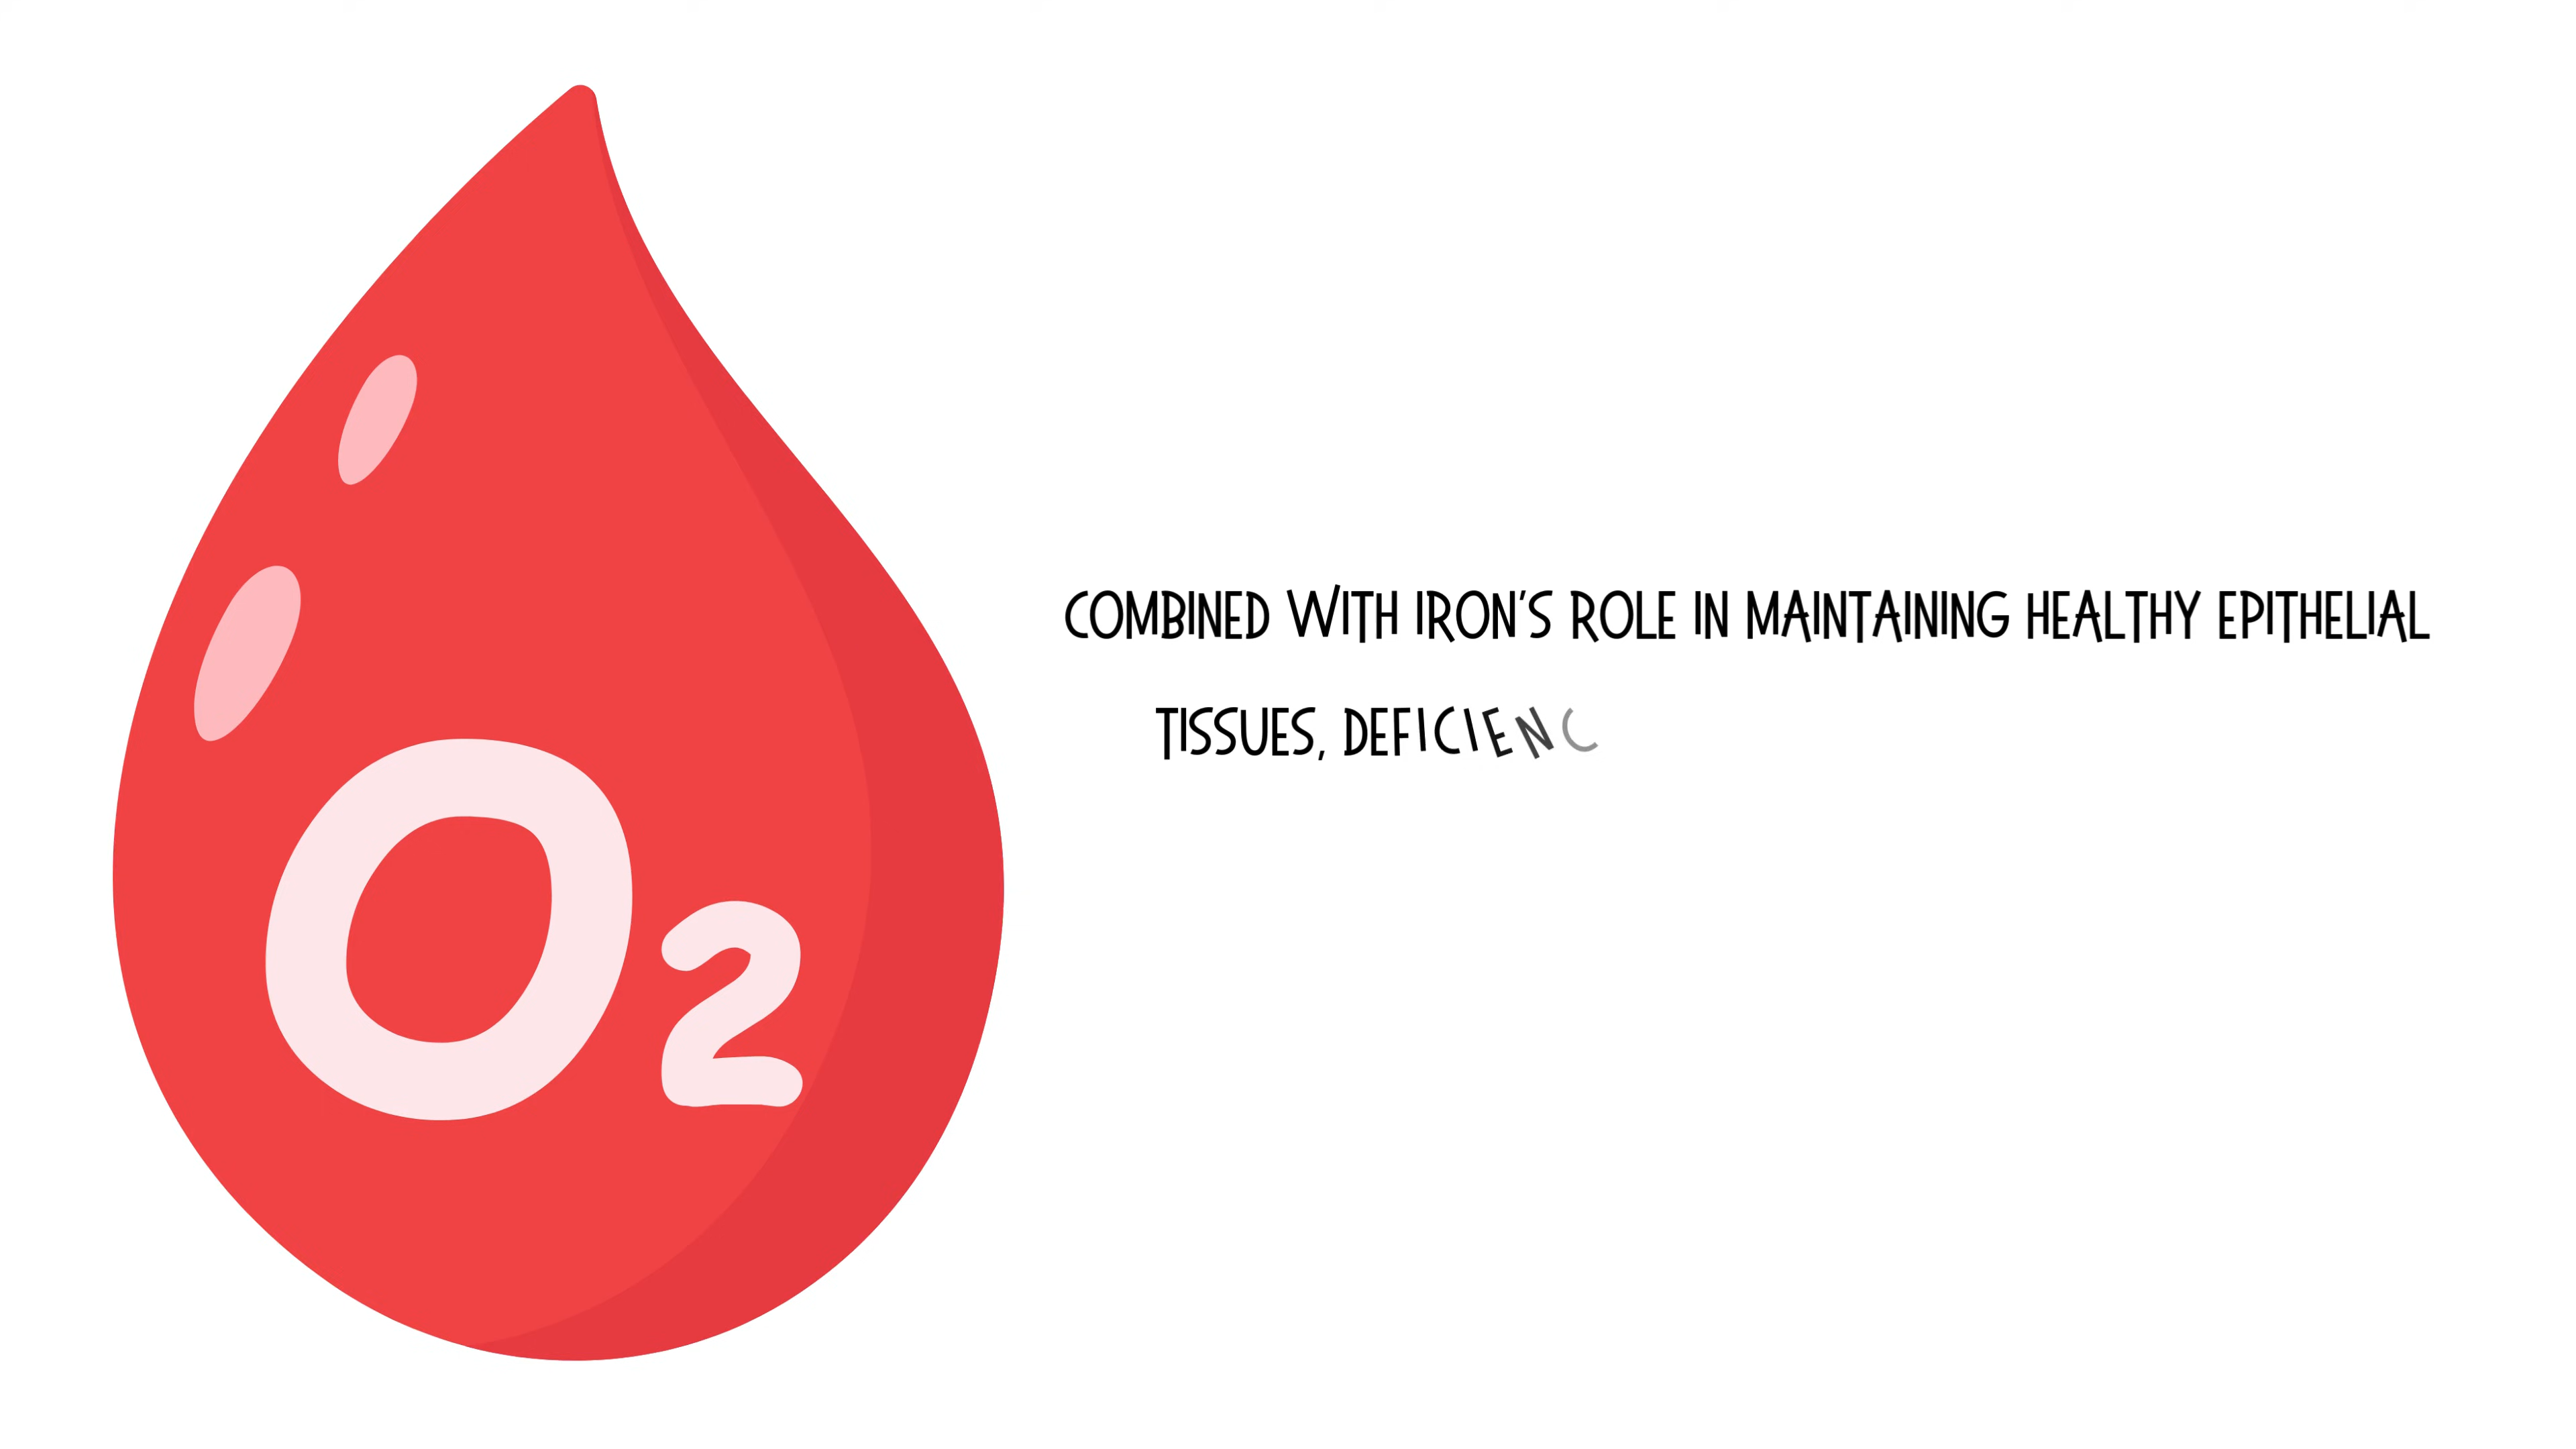 COMBINED WITH IRON'S ROLE IN MAINTAINING HEALTHY EPITHELIAL
TISSUES, DEFICIENC
O2